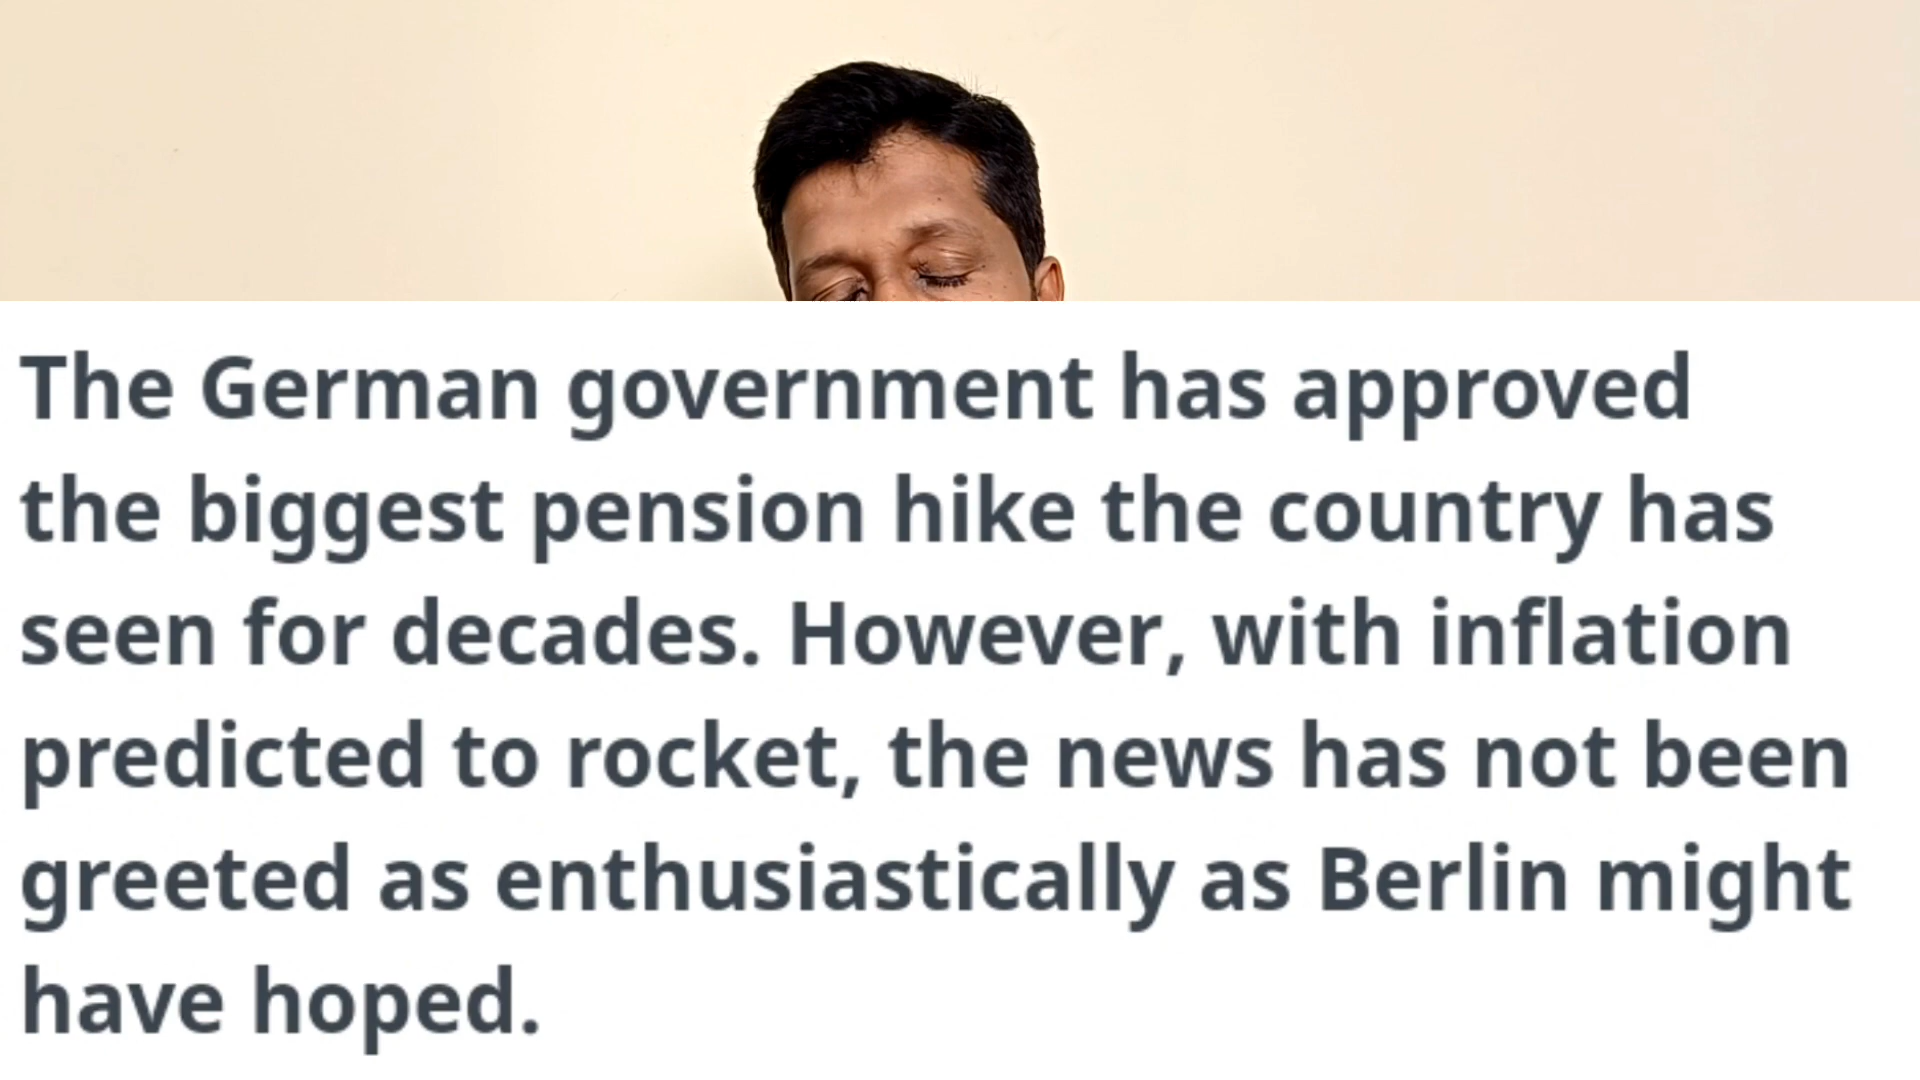 The German government has approved
the biggest pension hike the country has
seen for decades. However, with inflation
predicted to rocket, the news has not been
greeted as enthusiastically as Berlin might
have hoped.